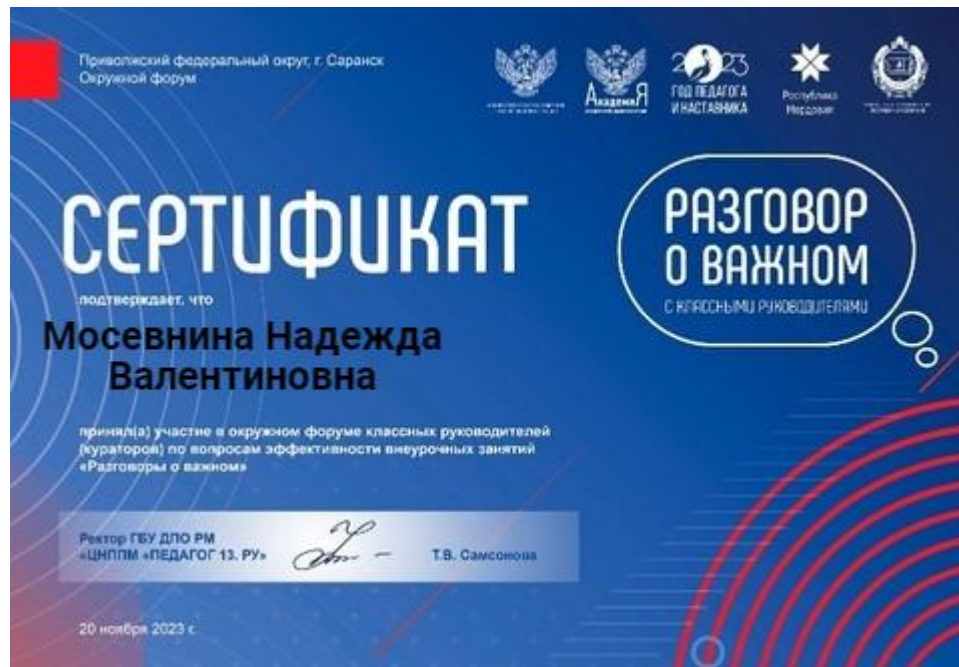 Приволжский федеральный округ, г. Саранск
Окружной форум
АкадемиЯ
2023
ГОД ПЕДАГОГА
И НАСТАВНИКА
Республика
Мордовия
СЕРТИФИКАТ
РАЗГОВОР
О ВАЖНОМ
С КЛАССНЫМИ РУКОВОДИТЕЛЯМИ
подтверждает, что
Мосевнина Надежда
Валентиновна
принял(а) участие в окружном форуме классных руководителей
(кураторов) по вопросам эффективности внеурочных занятий
«Разговоры о важном»
Ректор ГБУ ДПО РМ
«ЦНППМ «ПЕДАГОГ 13. РУ»
Т.В. Самсонова
20 ноября 2023 г.